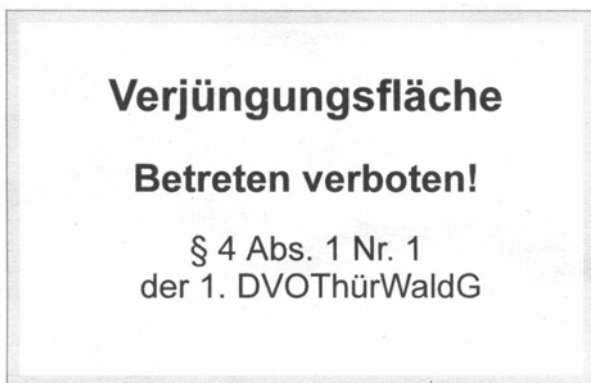 Verjüngungsfläche
Betreten verboten!
§ 4 Abs. 1 Nr. 1
der 1. DVOThürWaldG